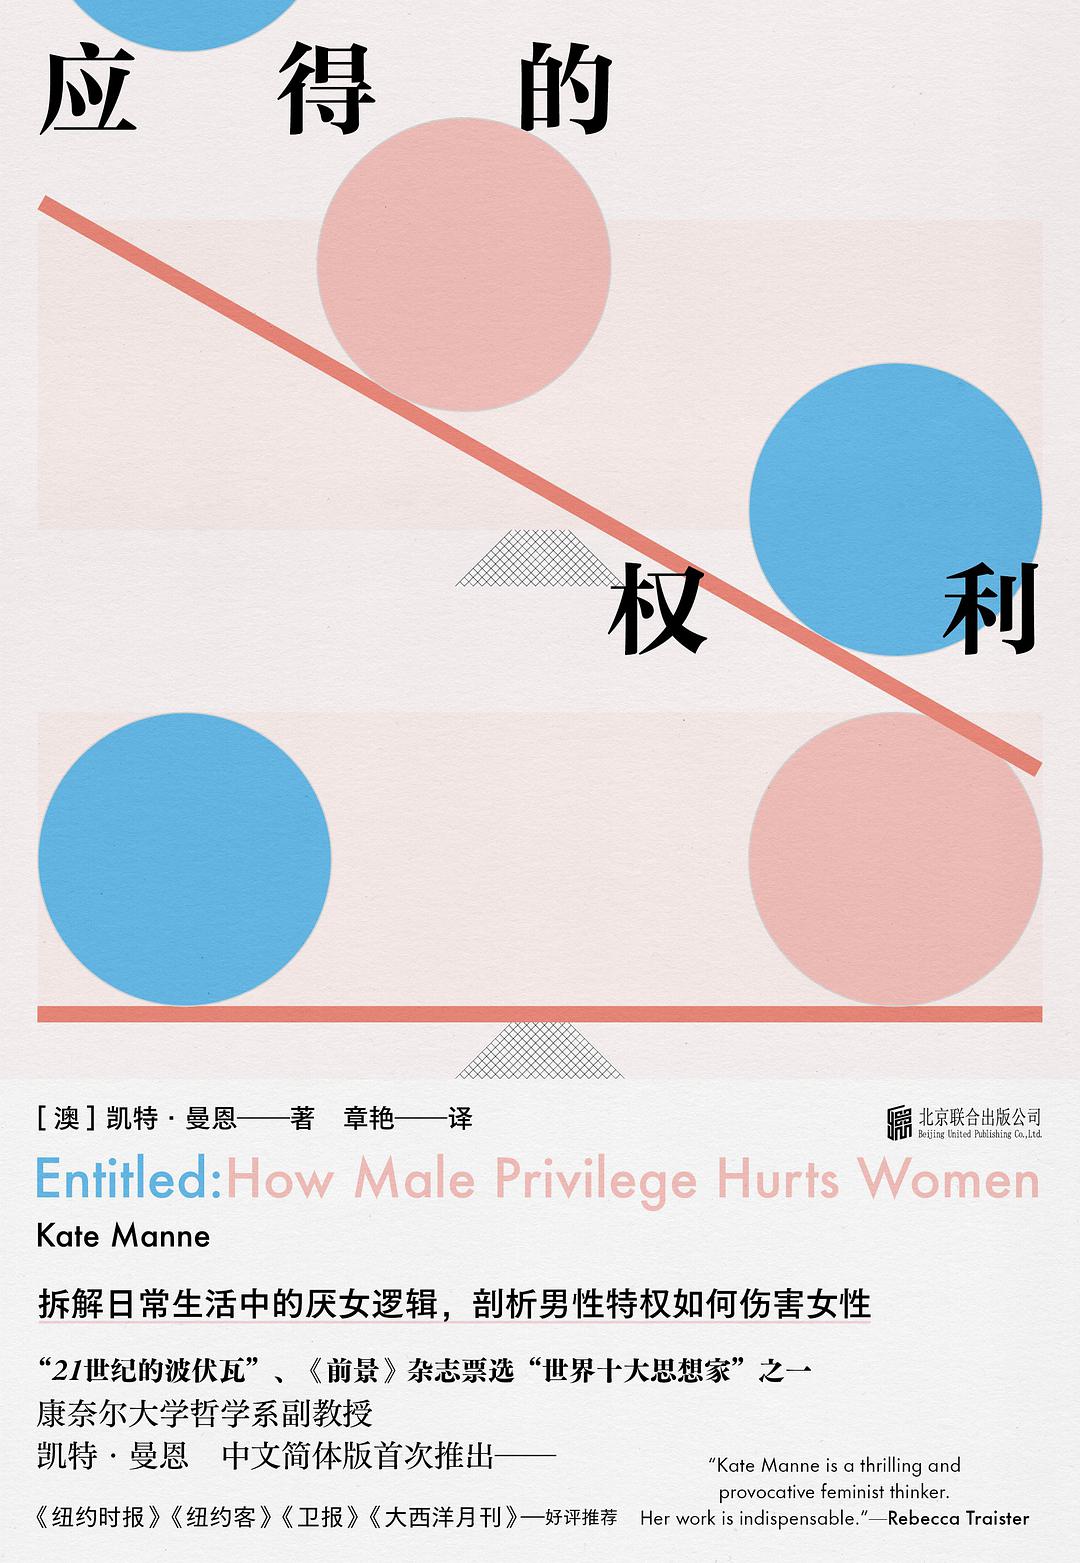 应得的
权利
[澳]凯特·曼恩——著 章艳——译
北京联合出版公司
Beijing United Publishing Co.,Ltd.
Entitled:How Male Privilege Hurts Women
Kate Manne
拆解日常生活中的厌女逻辑，剖析男性特权如何伤害女性
“21世纪的波伏瓦”、《前景》杂志票选“世界十大思想家”之一
康奈尔大学哲学系副教授
凯特·曼恩 中文简体版首次推出——
《纽约时报》《纽约客》《卫报》《大西洋月刊》—好评推荐
“Kate Manne is a thrilling and
provocative feminist thinker.
Her work is indispensable.”—Rebecca Traister